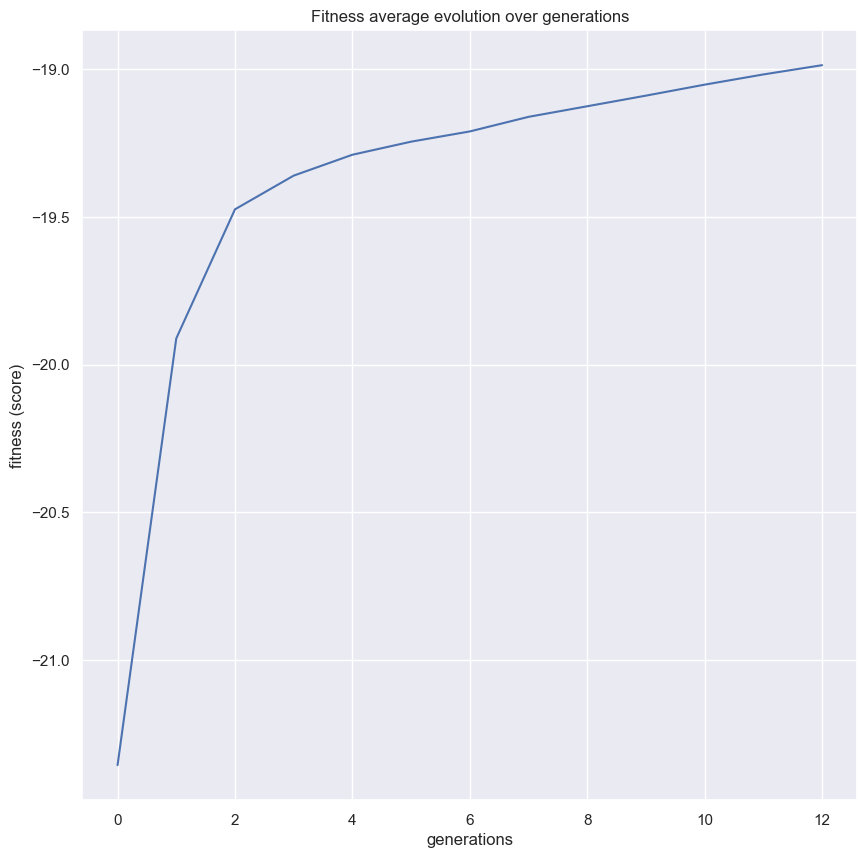 Fitness average evolution over generations
fitness (score)
−19.0
−19.5
−20.0
−20.5
−21.0
0 2 4 6 8 10 12
generations